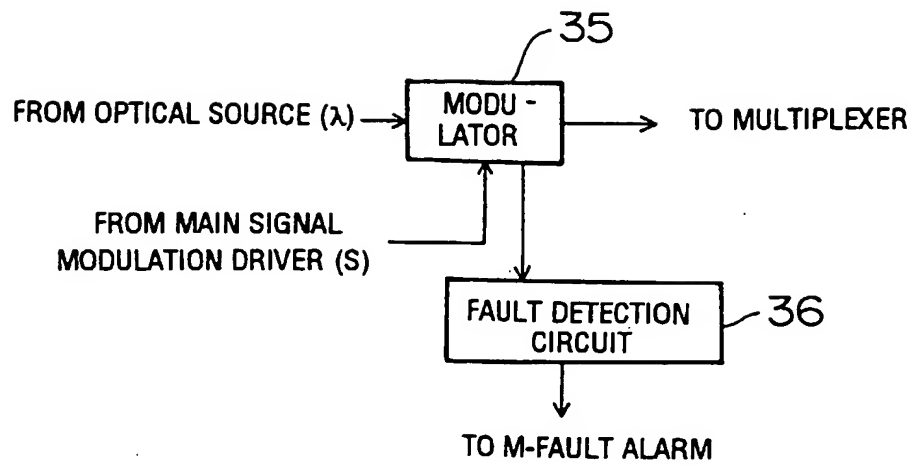 35
FROM OPTICAL SOURCE (λ)
MODU -
LATOR
TO MULTIPLEXER
FROM MAIN SIGNAL
MODULATION DRIVER (S)
FAULT DETECTION
CIRCUIT
36
TO M-FAULT ALARM